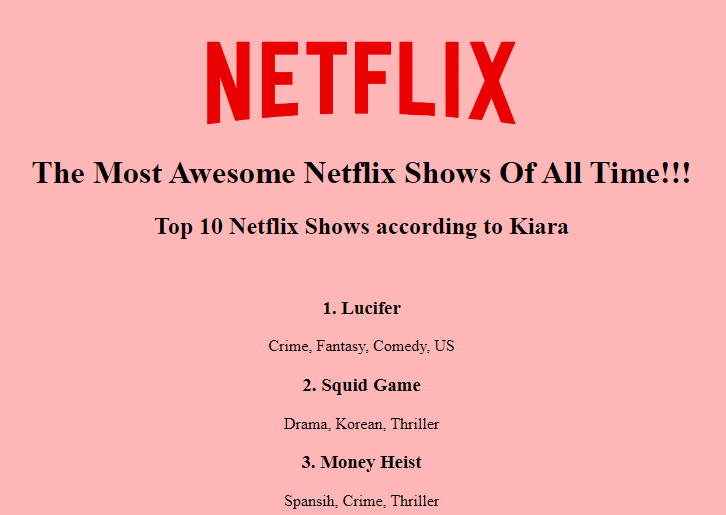 NETFLIX
The Most Awesome Netflix Shows Of All Time!!!
Top 10 Netflix Shows according to Kiara
1. Lucifer
Crime, Fantasy, Comedy, US
2. Squid Game
Drama, Korean, Thriller
3. Money Heist
Spansih, Crime, Thriller